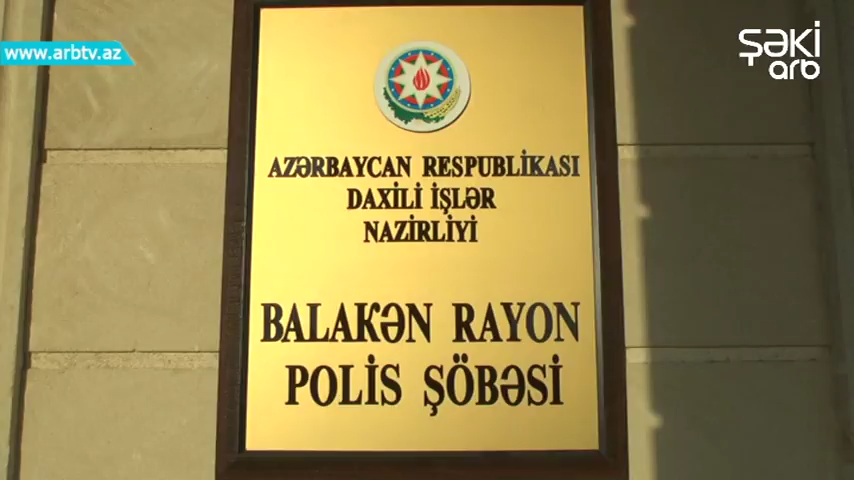 www.arbtv.az
ŞƏKİ
arb
AZƏRBAYCAN RESPUBLİKASI
DAXİLİ İŞLƏR
NAZİRLİYİ
BALAKƏN RAYON
POLİS ŞÖBƏSİ